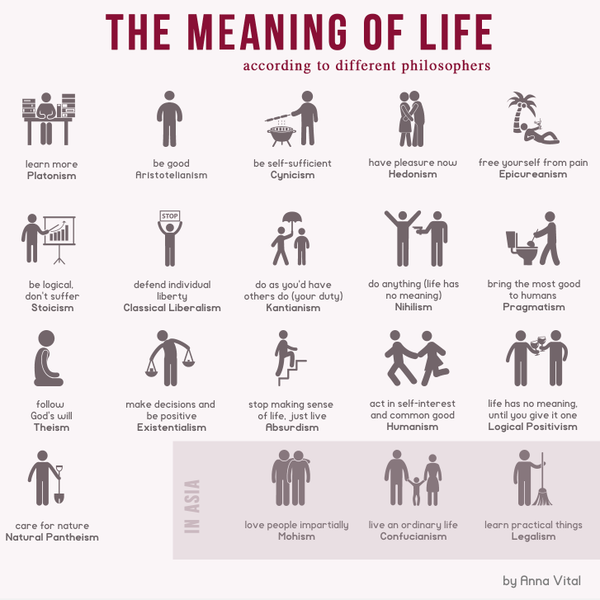 THE MEANING OF LIFE
according to different philosophers
learn more
Platonism
be good
Aristotelianism
be self-sufficient
Cynicism
have pleasure now
Hedonism
free yourself from pain
Epicureanism
STOP
be logical,
don't suffer
Stoicism
defend individual
liberty
Classical Liberalism
do as you'd have
others do (your duty)
Kantianism
do anything (life has
no meaning)
Nihilism
bring the most good
to humans
Pragmatism
follow
God's will
Theism
make decisions and
be positive
Existentialism
stop making sense
of life, just live
Absurdism
act in self-interest
and common good
Humanism
life has no meaning,
until you give it one
Logical Positivism
care for nature
Natural Pantheism
IN ASIA
love people impartially
Mohism
live an ordinary life
Confucianism
learn practical things
Legalism
by Anna Vital